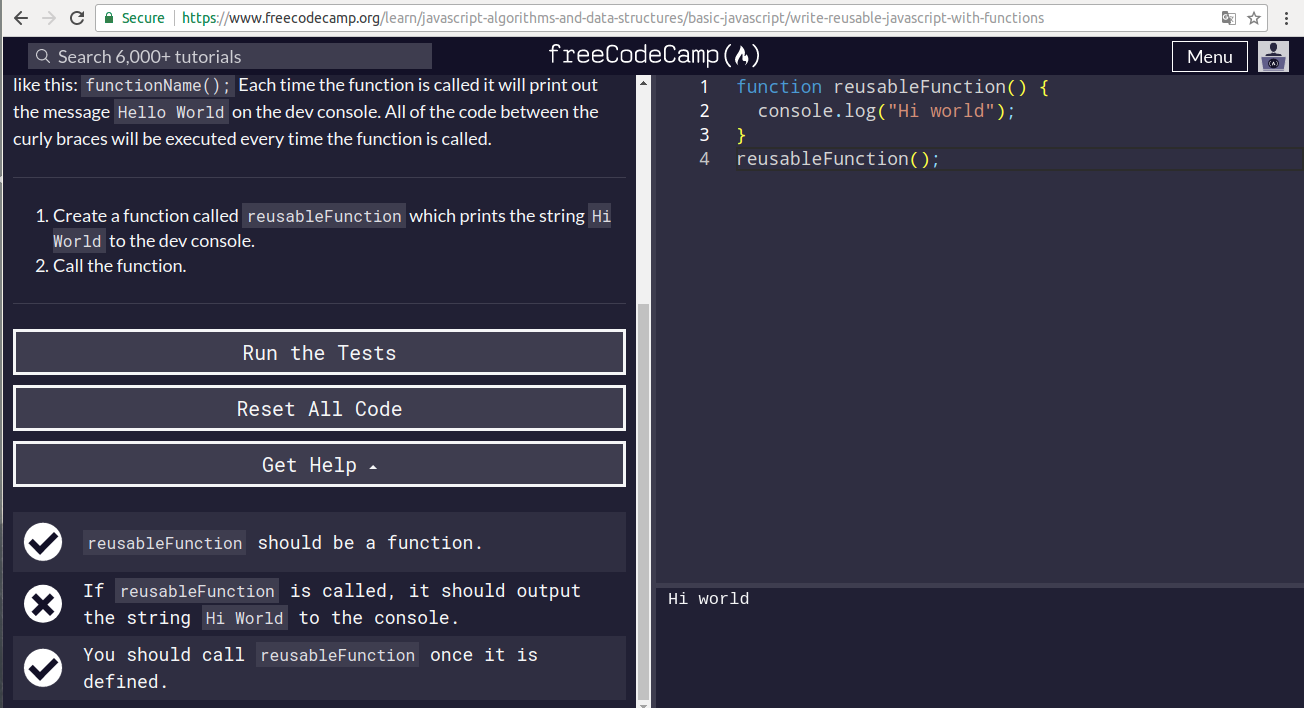 Secure https://www.freecodecamp.org/learn/javascript-algorithms-and-data-structures/basic-javascript/write-reusable-javascript-with-functions
Search 6,000+ tutorials
freeCodeCamp
Menu
like this: functionName(); Each time the function is called it will print out
the message Hello World on the dev console. All of the code between the
curly braces will be executed every time the function is called.
1. Create a function called reusableFunction which prints the string Hi
World to the dev console.
2. Call the function.
Run the Tests
Reset All Code
Get Help
reusableFunction should be a function.
If reusableFunction is called, it should output
the string Hi World to the console.
You should call reusableFunction once it is
defined.
1 function reusableFunction() {
2 console.log("Hi world");
3 }
4 reusableFunction();
Hi world